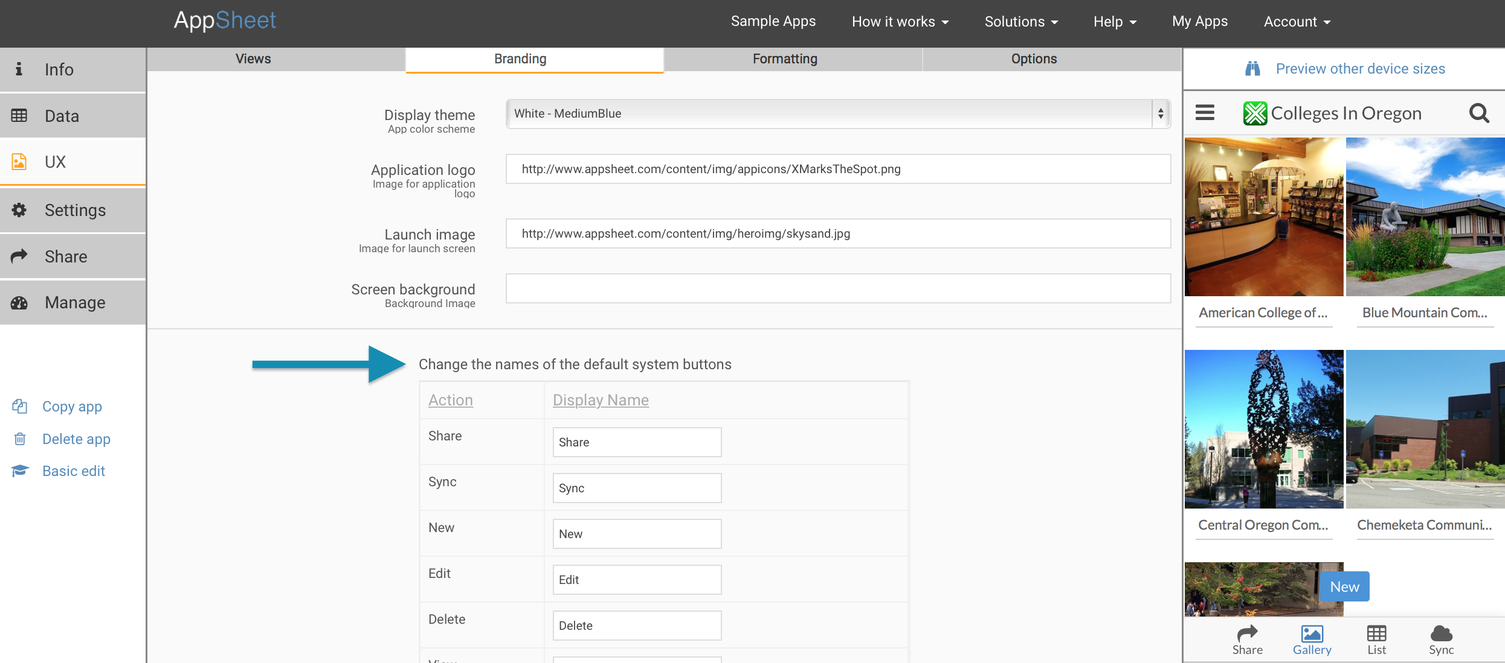 AppSheet
Sample Apps
How it works
Solutions
Help
My Apps
Account
Info
Data
UX
Settings
Share
Manage
Copy app
Delete app
Basic edit
Views
Branding
Formatting
Options
Display theme
App color scheme
White - MediumBlue
Application logo
Image for application
logo
http://www.appsheet.com/content/img/appicons/XMarksTheSpot.png
Launch image
Image for launch screen
http://www.appsheet.com/content/img/heroimg/skysand.jpg
Screen background
Background Image
Change the names of the default system buttons
Action
Display Name
Share
Share
Sync
Sync
New
New
Edit
Edit
Delete
Delete
Preview other device sizes
Colleges In Oregon
American College of ...
Blue Mountain Com...
Central Oregon Com...
Chemeketa Communi...
New
Share
Gallery
List
Sync